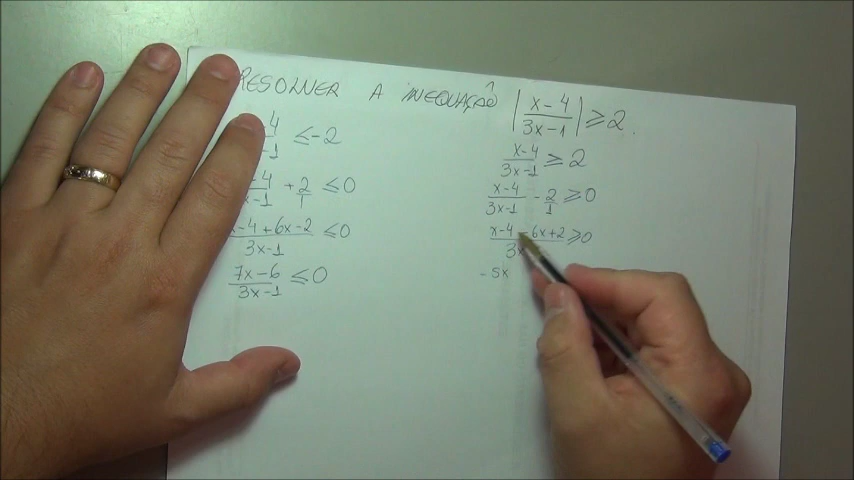 RESOLVER A INEQUAÇÃO |x-4/3x-1| ≥ 2.
4/-1 ≤ -2
-4/x-1 + 2/1 ≤ 0
x-4+6x-2/3x-1 ≤ 0
7x-6/3x-1 ≤ 0
x-4/3x-1 ≥ 2
x-4/3x-1 - 2/1 ≥ 0
x-4-6x+2/3x ≥ 0
-5x